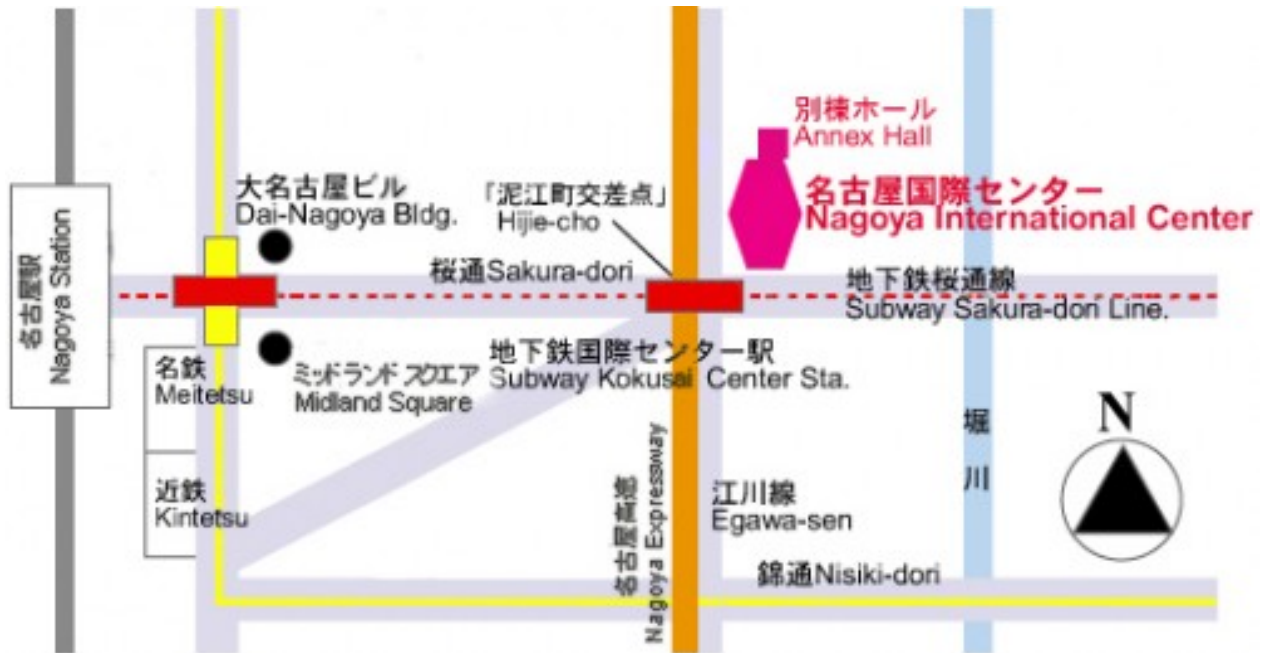 別棟ホール
Annex Hall
名古屋国際センター
Nagoya International Center
大名古屋ビル
Dai-Nagoya Bldg.
「泥江町交差点」
Hijie-cho
名古屋駅
Nagoya Station
桜通Sakura-dori
地下鉄桜通線
Subway Sakura-dori Line.
名鉄
Meitetsu
ミッドランド スクエア
Midland Square
地下鉄国際センター駅
Subway Kokusai Center Sta.
N
堀川
近鉄
Kintetsu
名古屋高速
Nagoya Expressway
江川線
Egawa-sen
錦通Nisiki-dori